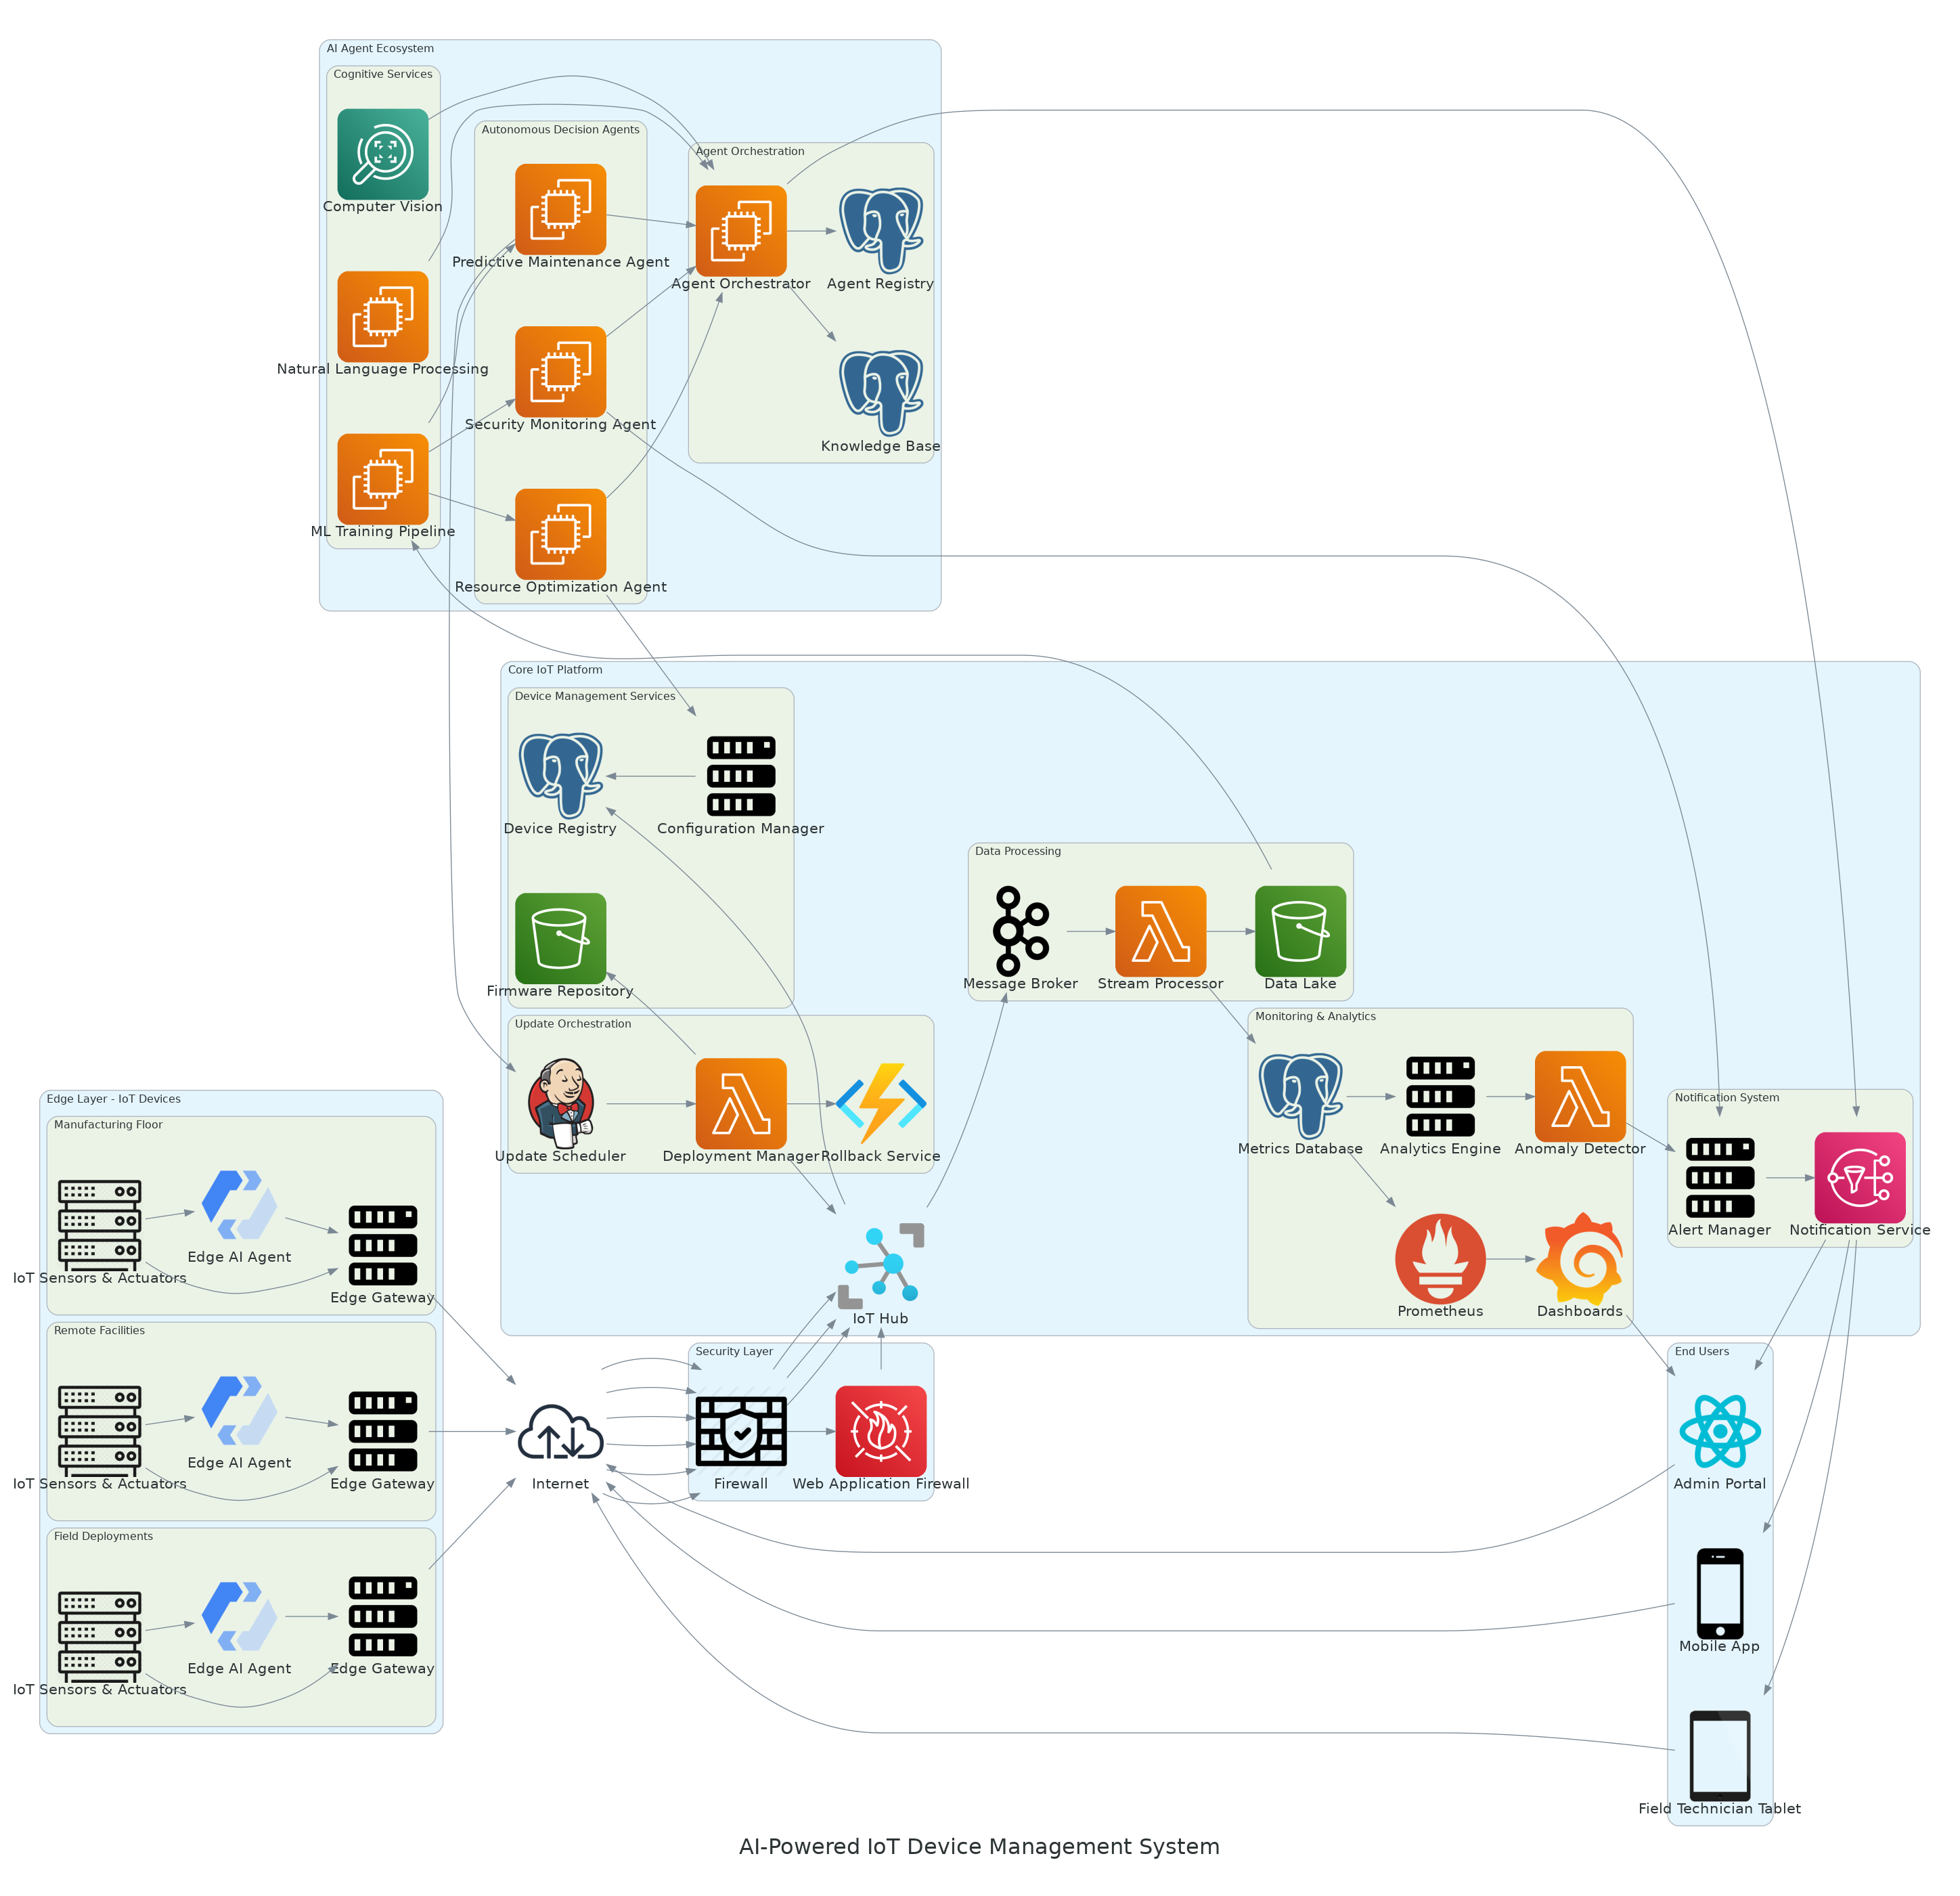 AI Agent Ecosystem
Cognitive Services
Computer Vision
Natural Language Processing
ML Training Pipeline
Autonomous Decision Agents
Predictive Maintenance Agent
Security Monitoring Agent
Resource Optimization Agent
Agent Orchestration
Agent Orchestrator
Agent Registry
Knowledge Base
Core IoT Platform
Device Management Services
Device Registry
Configuration Manager
Firmware Repository
Update Orchestration
Update Scheduler
Deployment Manager
Rollback Service
IoT Hub
Data Processing
Message Broker
Stream Processor
Data Lake
Monitoring & Analytics
Metrics Database
Analytics Engine
Anomaly Detector
Prometheus
Dashboards
Notification System
Alert Manager
Notification Service
Edge Layer - IoT Devices
Manufacturing Floor
IoT Sensors & Actuators
Edge AI Agent
Edge Gateway
Remote Facilities
IoT Sensors & Actuators
Edge AI Agent
Edge Gateway
Field Deployments
IoT Sensors & Actuators
Edge AI Agent
Edge Gateway
Internet
Security Layer
Firewall
Web Application Firewall
End Users
Admin Portal
Mobile App
Field Technician Tablet
AI-Powered IoT Device Management System